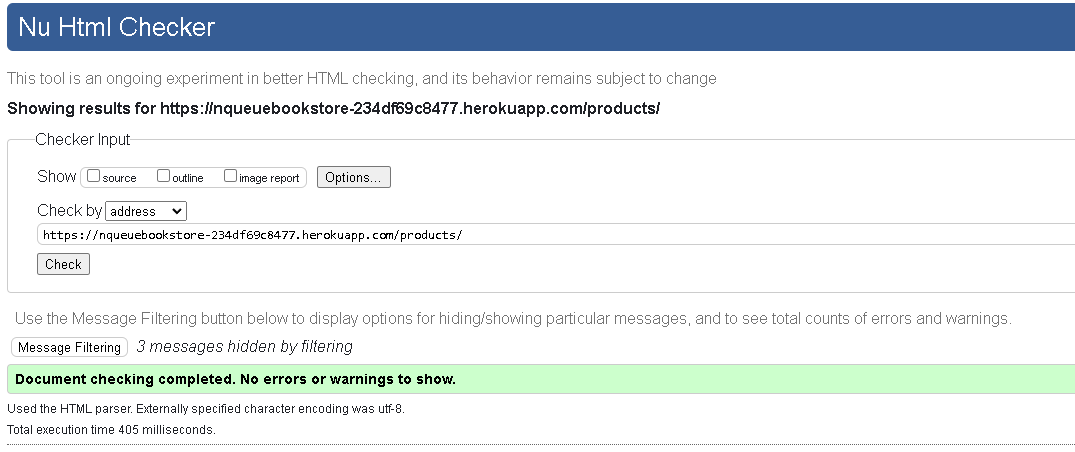 Nu Html Checker
This tool is an ongoing experiment in better HTML checking, and its behavior remains subject to change
Showing results for https://nqueuebookstore-234df69c8477.herokuapp.com/products/
Checker Input
Show source outline image report Options...
Check by address
https://nqueuebookstore-234df69c8477.herokuapp.com/products/
Check
Use the Message Filtering button below to display options for hiding/showing particular messages, and to see total counts of errors and warnings.
Message Filtering 3 messages hidden by filtering
Document checking completed. No errors or warnings to show.
Used the HTML parser. Externally specified character encoding was utf-8.
Total execution time 405 milliseconds.